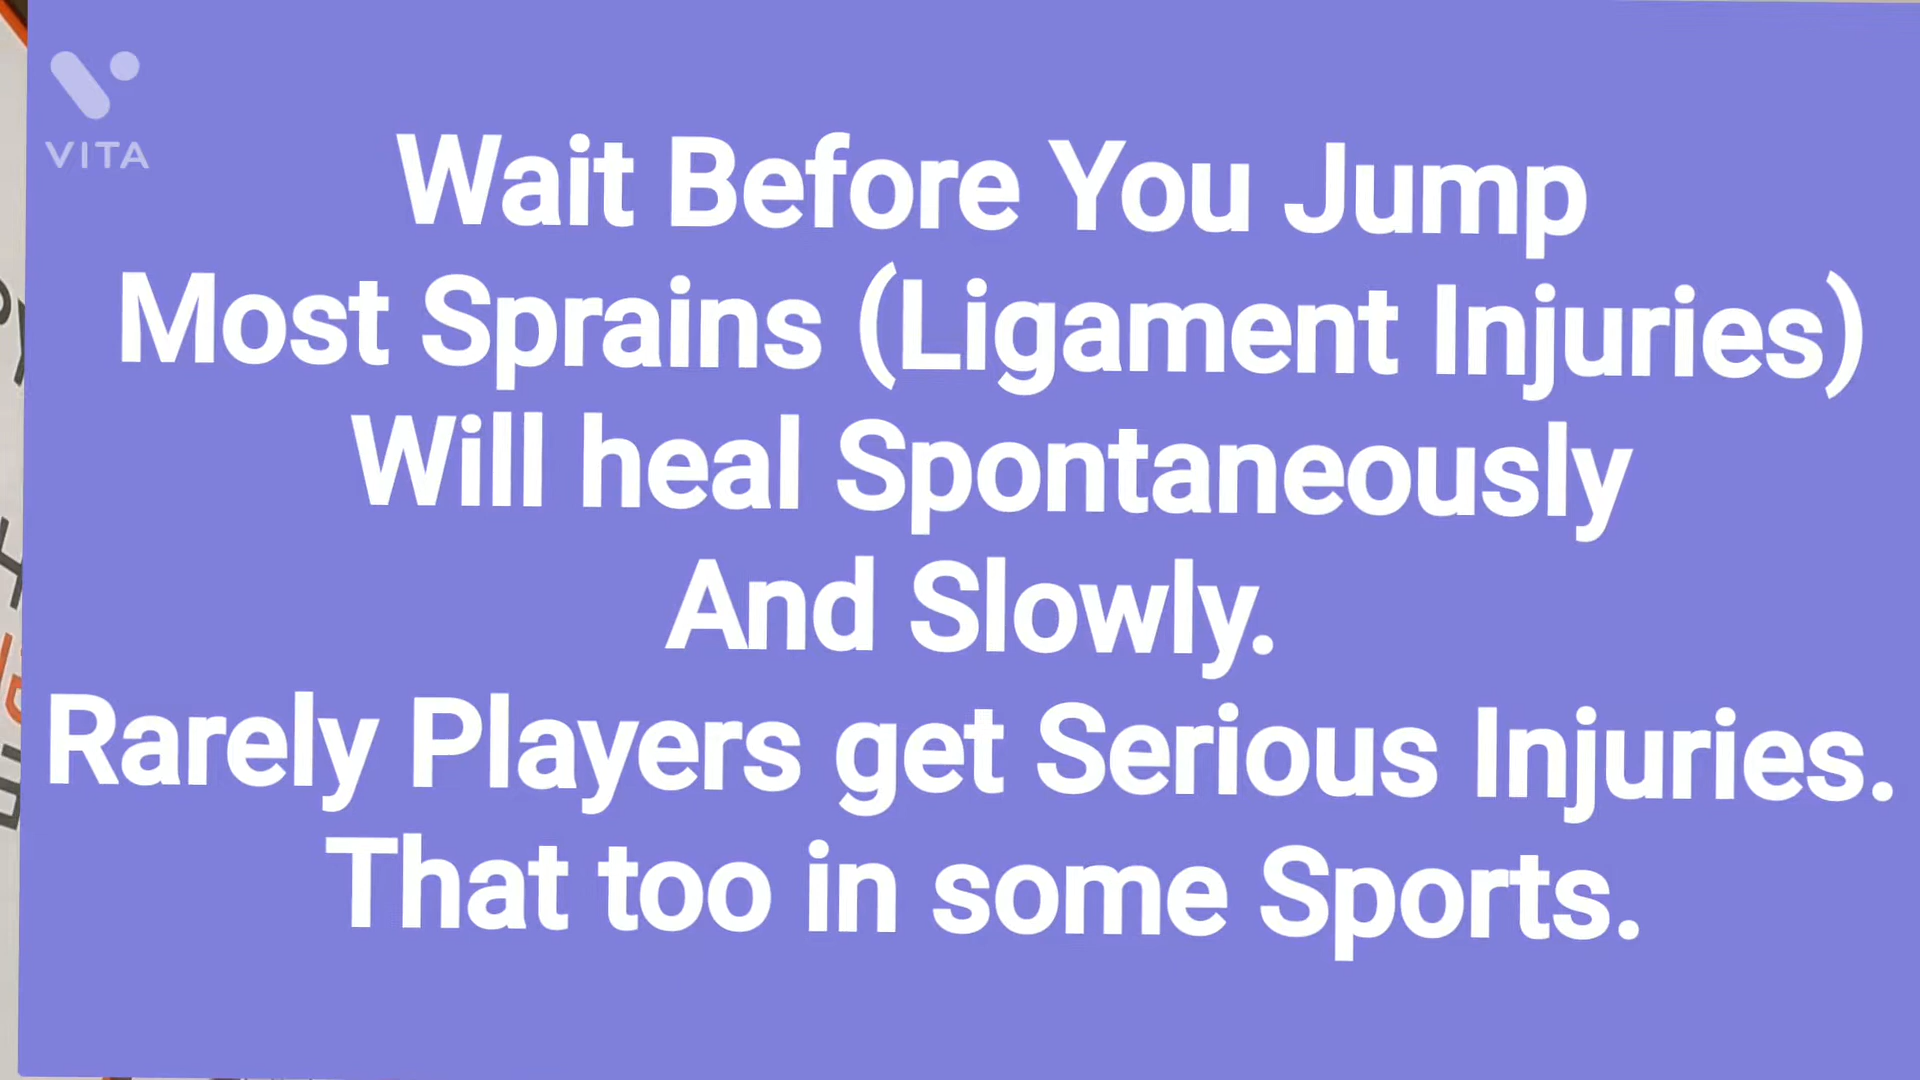 VITA
Wait Before You Jump
Most Sprains (Ligament Injuries)
Will heal Spontaneously
And Slowly.
Rarely Players get Serious Injuries.
That too in some Sports.